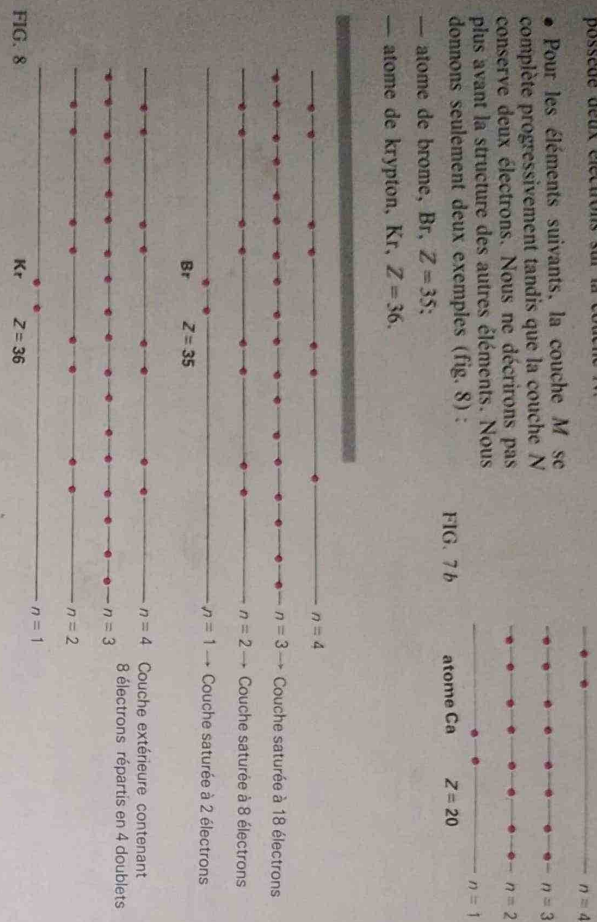 possède deux électrons sur la couche N.
• Pour les éléments suivants, la couche M se
complète progressivement tandis que la couche N
conserve deux électrons. Nous ne décrirons pas
plus avant la structure des autres éléments. Nous
donnons seulement deux exemples (fig. 8) :
— atome de brome, Br, Z = 35;
— atome de krypton, Kr, Z = 36.
n = 4
n = 3
n = 2
n = 1
FIG. 7 b
atome Ca Z = 20
n = 4
n = 3 → Couche saturée à 18 électrons
n = 2 → Couche saturée à 8 électrons
n = 1 → Couche saturée à 2 électrons
Br Z = 35
n = 4 Couche extérieure contenant
8 électrons répartis en 4 doublets
n = 3
n = 2
n = 1
FIG. 8
Kr Z = 36